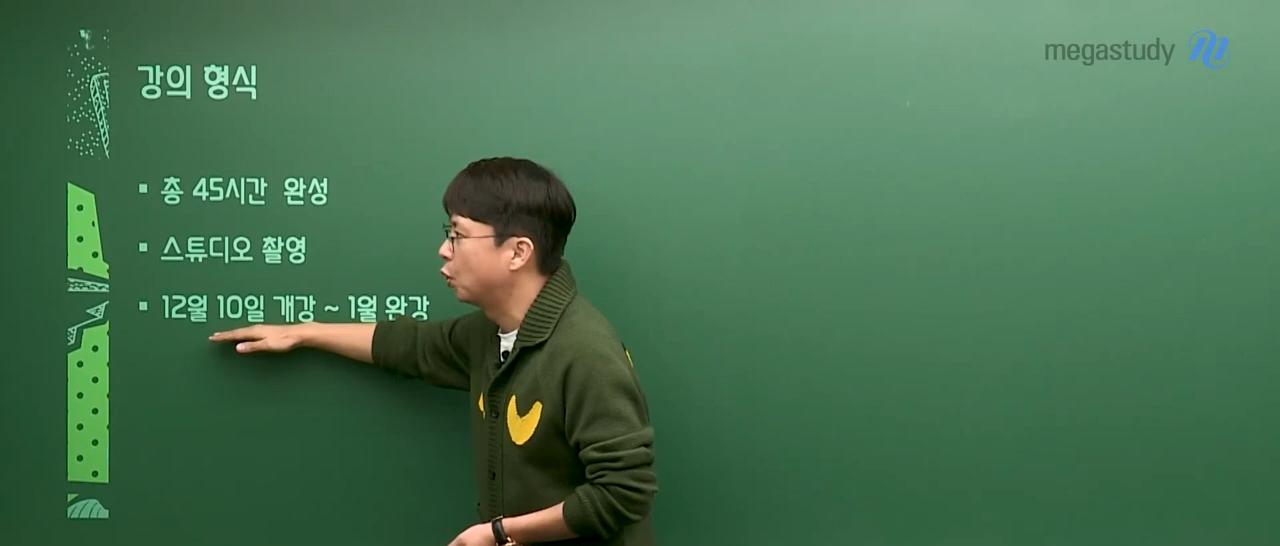 megastudy
강의 형식
▪ 총 45시간 완성
▪ 스튜디오 촬영
▪ 12월 10일 개강 ~ 1월 완강